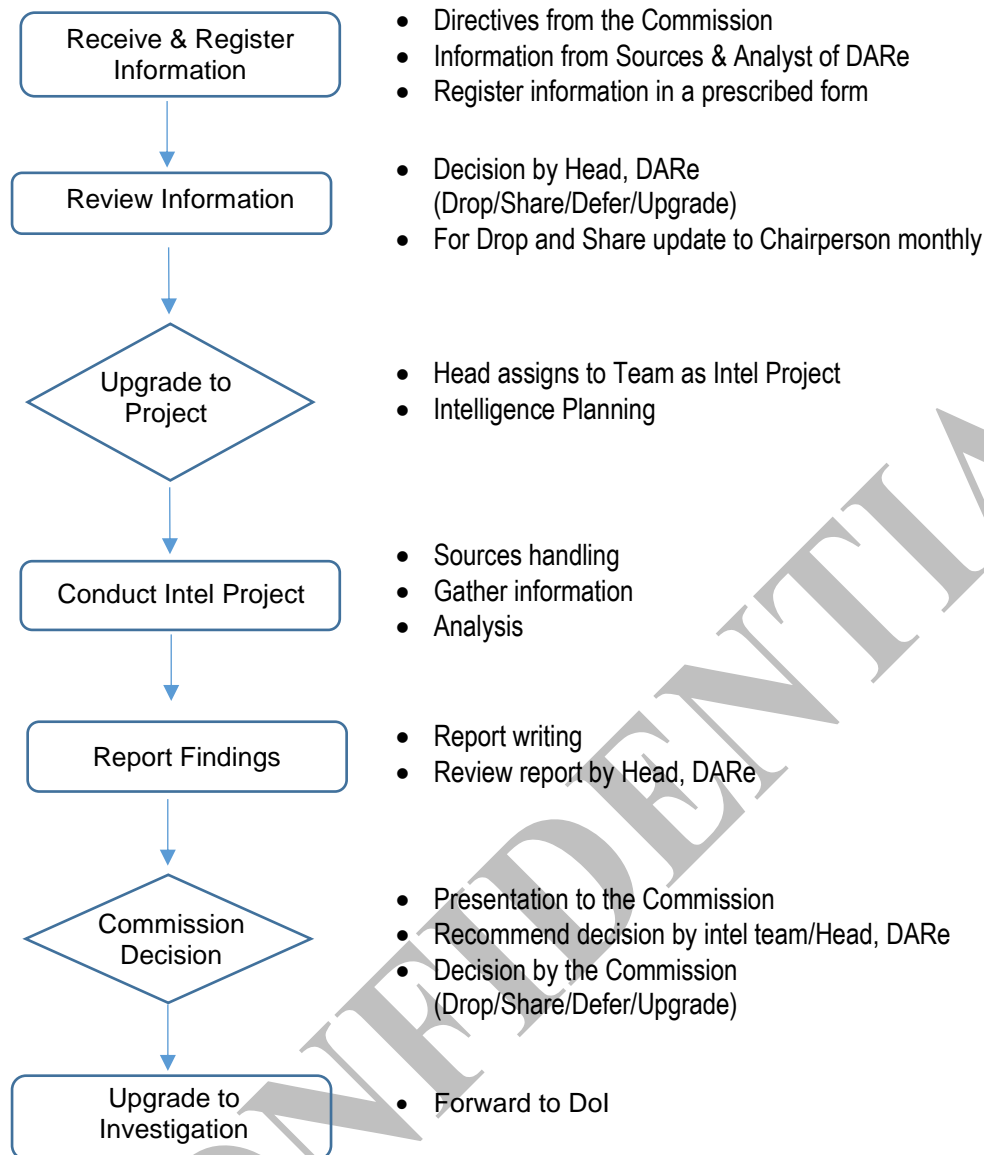 Receive & Register
Information
• Directives from the Commission
• Information from Sources & Analyst of DARe
• Register information in a prescribed form
Review Information
• Decision by Head, DARe
(Drop/Share/Defer/Upgrade)
• For Drop and Share update to Chairperson monthly
Upgrade to
Project
• Head assigns to Team as Intel Project
• Intelligence Planning
Conduct Intel Project
• Sources handling
• Gather information
• Analysis
Report Findings
• Report writing
• Review report by Head, DARe
Commission
Decision
• Presentation to the Commission
• Recommend decision by intel team/Head, DARe
• Decision by the Commission
(Drop/Share/Defer/Upgrade)
Upgrade to
Investigation
• Forward to DoI
ONFIDENTIA